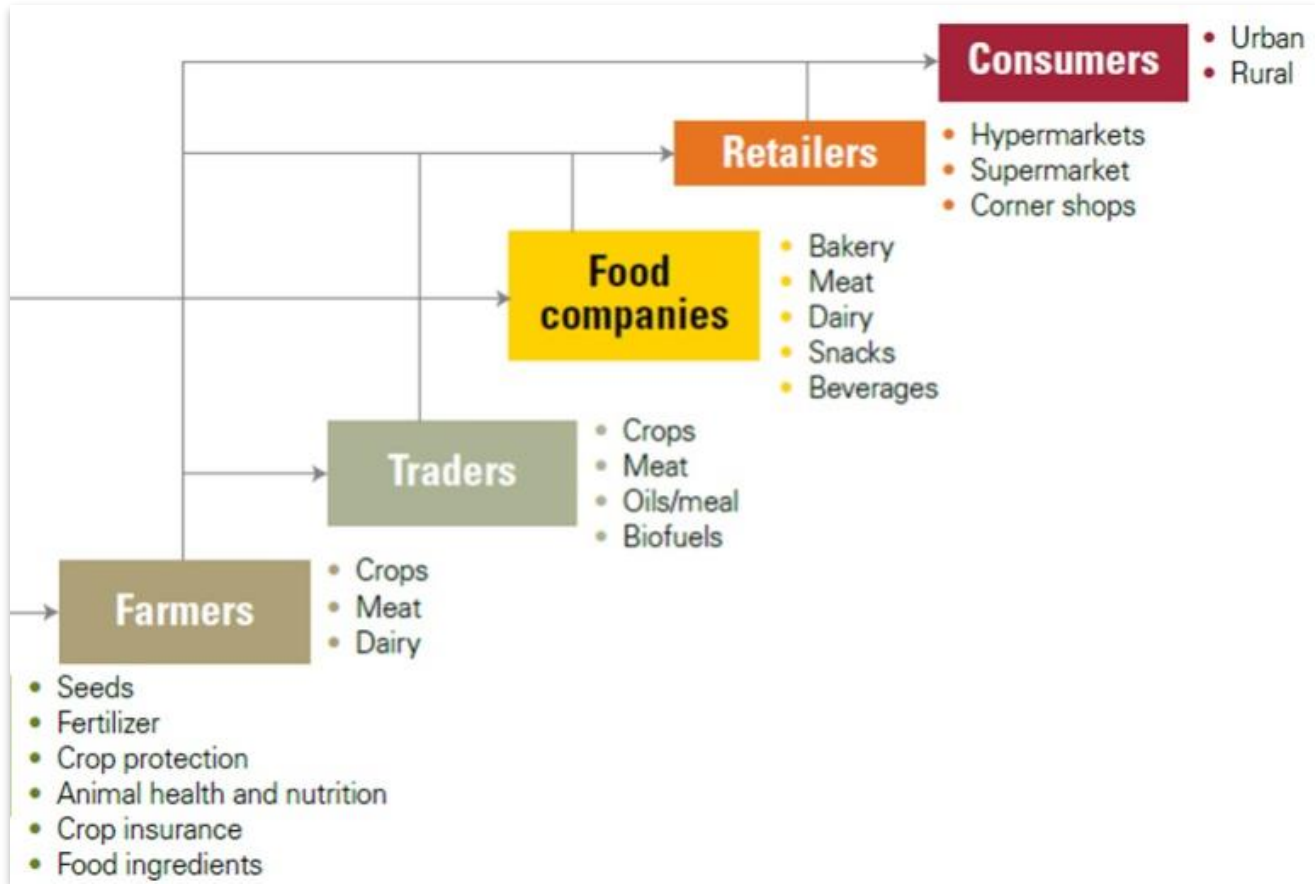 Consumers
• Urban
• Rural
Retailers
• Hypermarkets
• Supermarket
• Corner shops
Food
companies
• Bakery
• Meat
• Dairy
• Snacks
• Beverages
Traders
• Crops
• Meat
• Oils/meal
• Biofuels
Farmers
• Crops
• Meat
• Dairy
• Seeds
• Fertilizer
• Crop protection
• Animal health and nutrition
• Crop insurance
• Food ingredients